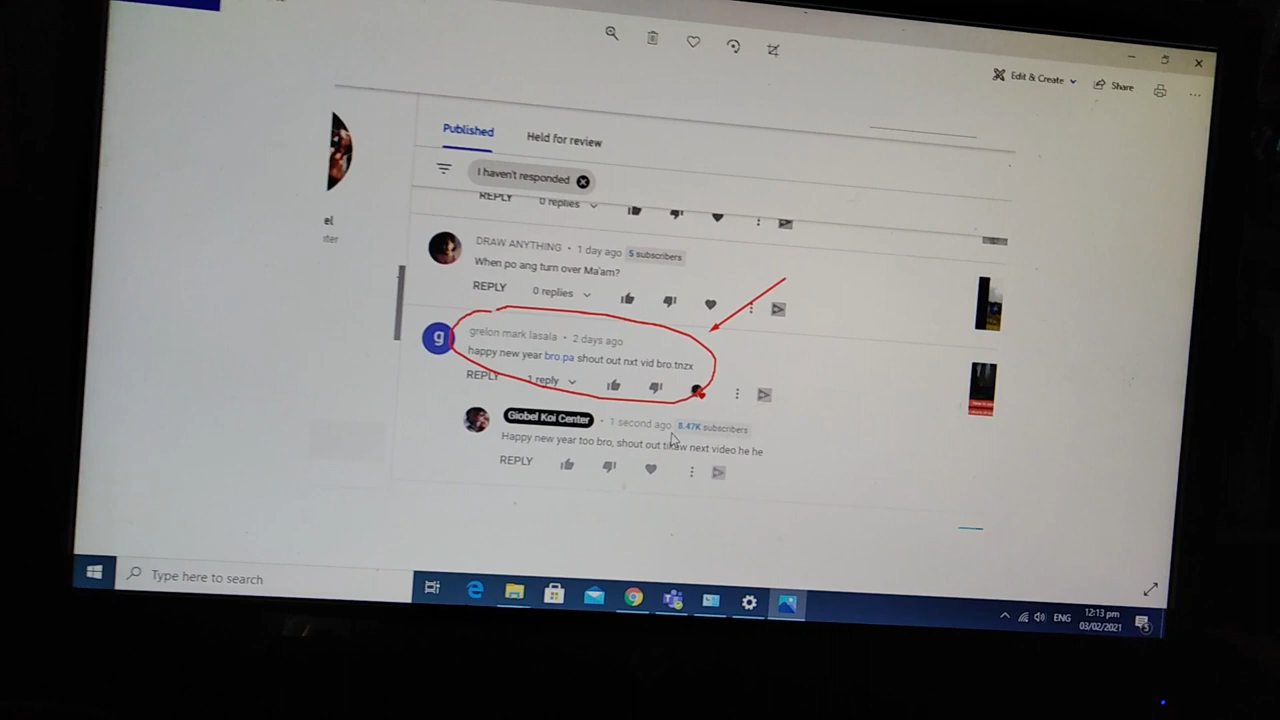 Edit & Create
Share
Published
Held for review
I haven't responded
el
REPLY
0 replies
DRAW ANYTHING • 1 day ago 5 subscribers
When po ang turn over Ma'am?
REPLY
0 replies
g
grelon mark lasala • 2 days ago
happy new year bro.pa shout out nxt vid bro.tnzx
REPLY
1 reply
Giobel Koi Center • 1 second ago 8.47K subscribers
Happy new year too bro, shout out tikaw next video he he
REPLY
Type here to search
ENG
12:13 pm
03/02/2021
5